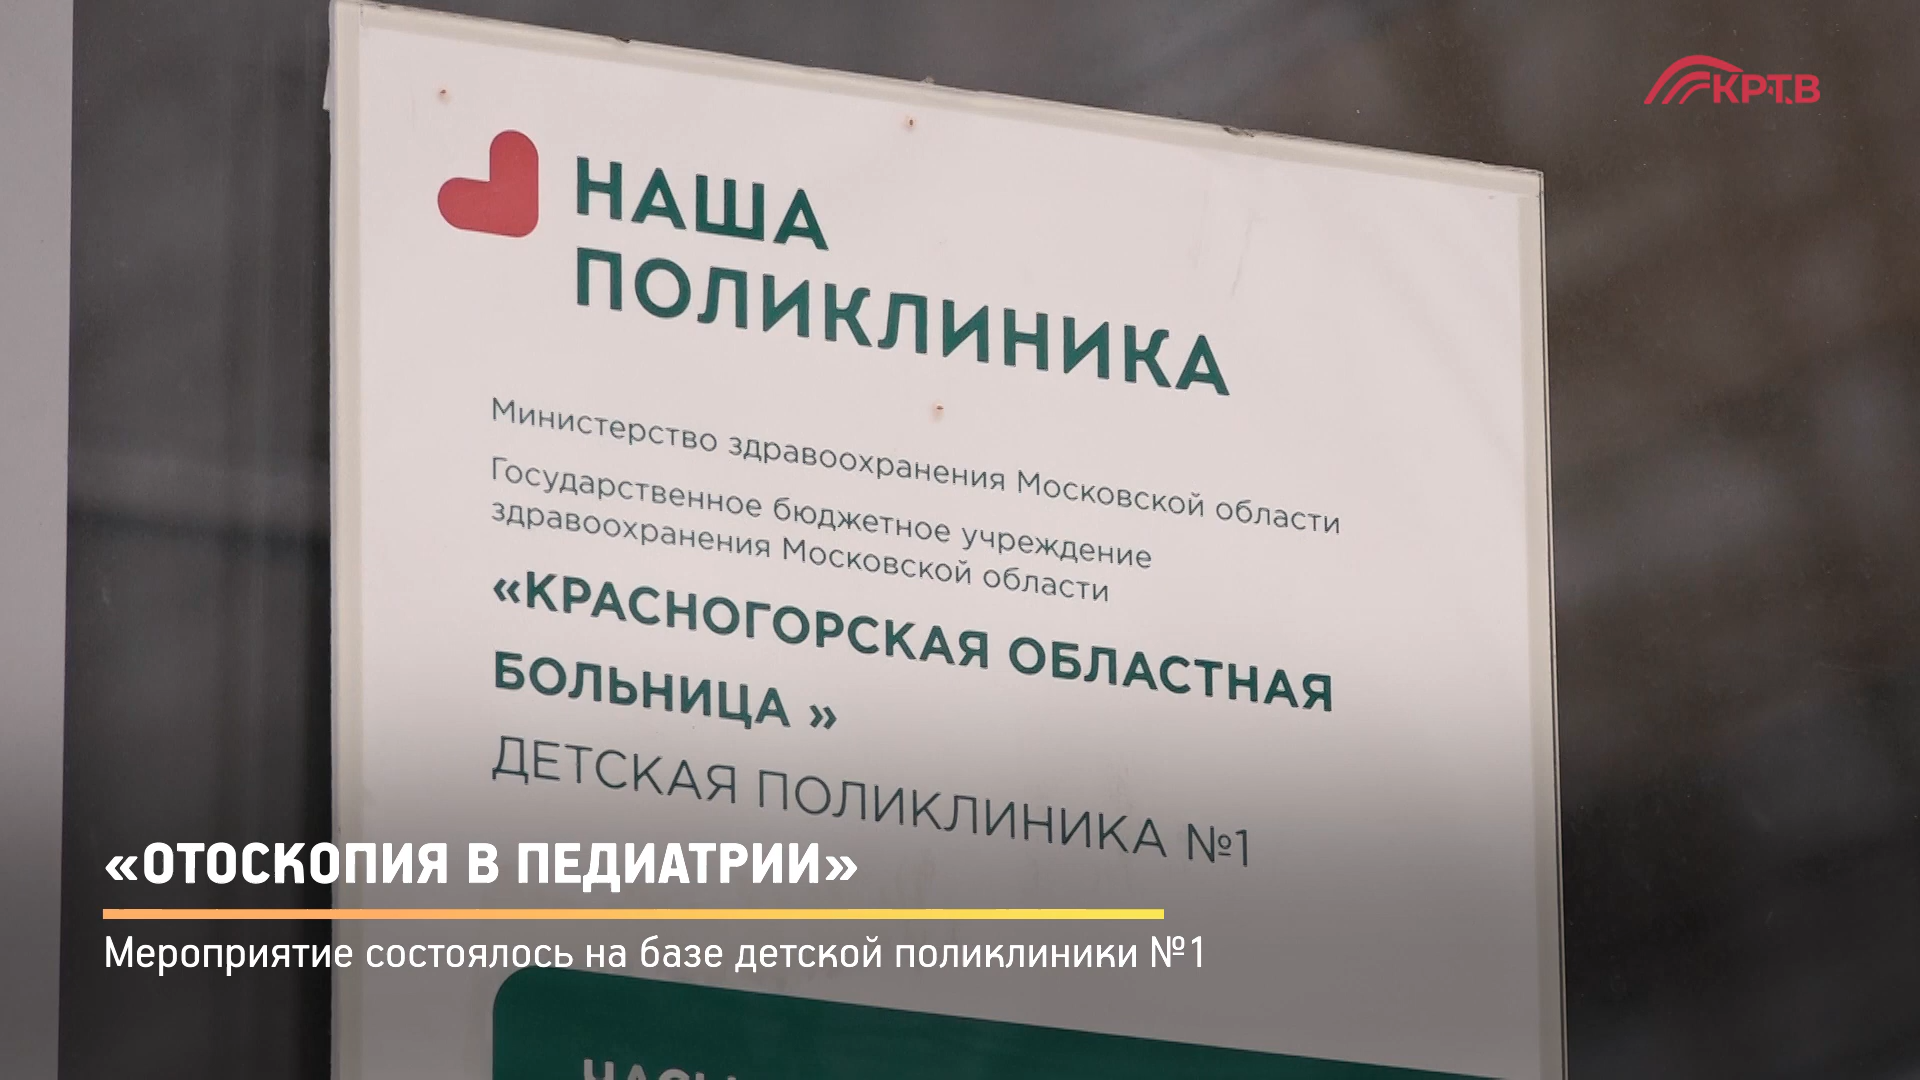 КРТВ
НАША
ПОЛИКЛИНИКА
Министерство здравоохранения Московской области
Государственное бюджетное учреждение
здравоохранения Московской области
«КРАСНОГОРСКАЯ ОБЛАСТНАЯ
БОЛЬНИЦА »
ДЕТСКАЯ ПОЛИКЛИНИКА №1
«ОТОСКОПИЯ В ПЕДИАТРИИ»
Мероприятие состоялось на базе детской поликлиники №1